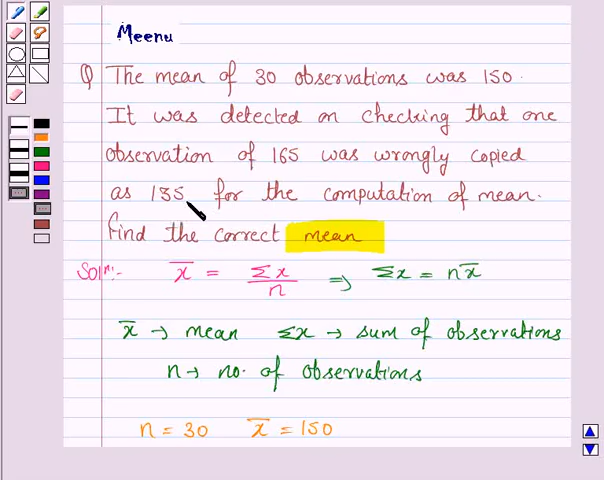 Meenu
Q The mean of 30 observations was 150.
It was detected on checking that one
observation of 165 was wrongly copied
as 135 for the computation of mean.
Find the correct mean
Solⁿ:- x̄ = Σx/n ⇒ Σx = nx̄
x̄ → mean Σx → sum of observations
n → no. of observations
n = 30 x̄ = 150